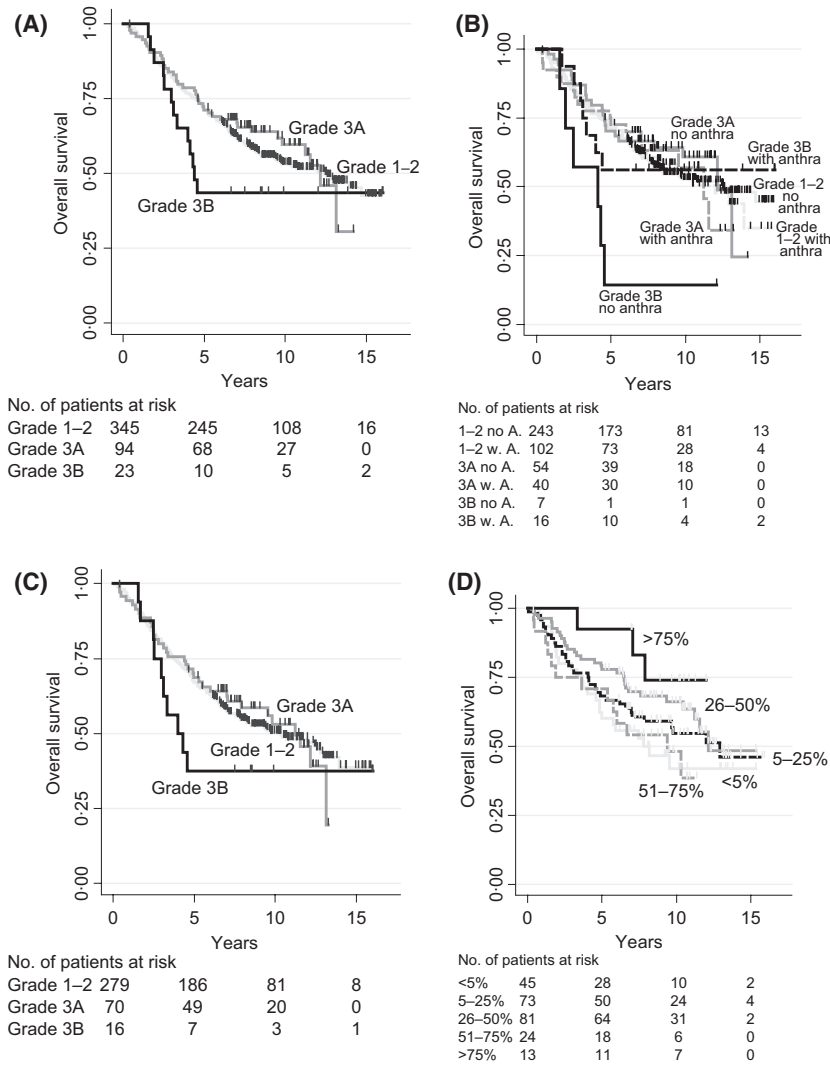 (A)
1·00
0·75
0·50
0·25
0·00
Overall survival
Grade 3A
Grade 1–2
Grade 3B
0 5 10 15
Years
No. of patients at risk
Grade 1–2 345 245 108 16
Grade 3A 94 68 27 0
Grade 3B 23 10 5 2
(B)
1·00
0·75
0·50
0·25
0·00
Overall survival
Grade 3A
no anthra
Grade 3B
with anthra
Grade 1–2
no
anthra
Grade 3A
with anthra
Grade
1–2 with
anthra
Grade 3B
no anthra
0 5 10 15
Years
No. of patients at risk
1–2 no A. 243 173 81 13
1–2 w. A. 102 73 28 4
3A no A. 54 39 18 0
3A w. A. 40 30 10 0
3B no A. 7 1 1 0
3B w. A. 16 10 4 2
(C)
1·00
0·75
0·50
0·25
0·00
Overall survival
Grade 3A
Grade 1–2
Grade 3B
0 5 10 15
Years
No. of patients at risk
Grade 1–2 279 186 81 8
Grade 3A 70 49 20 0
Grade 3B 16 7 3 1
(D)
1·00
0·75
0·50
0·25
0·00
Overall survival
>75%
26–50%
5–25%
<5%
51–75%
0 5 10 15
Years
No. of patients at risk
<5% 45 28 10 2
5–25% 73 50 24 4
26–50% 81 64 31 2
51–75% 24 18 6 0
>75% 13 11 7 0